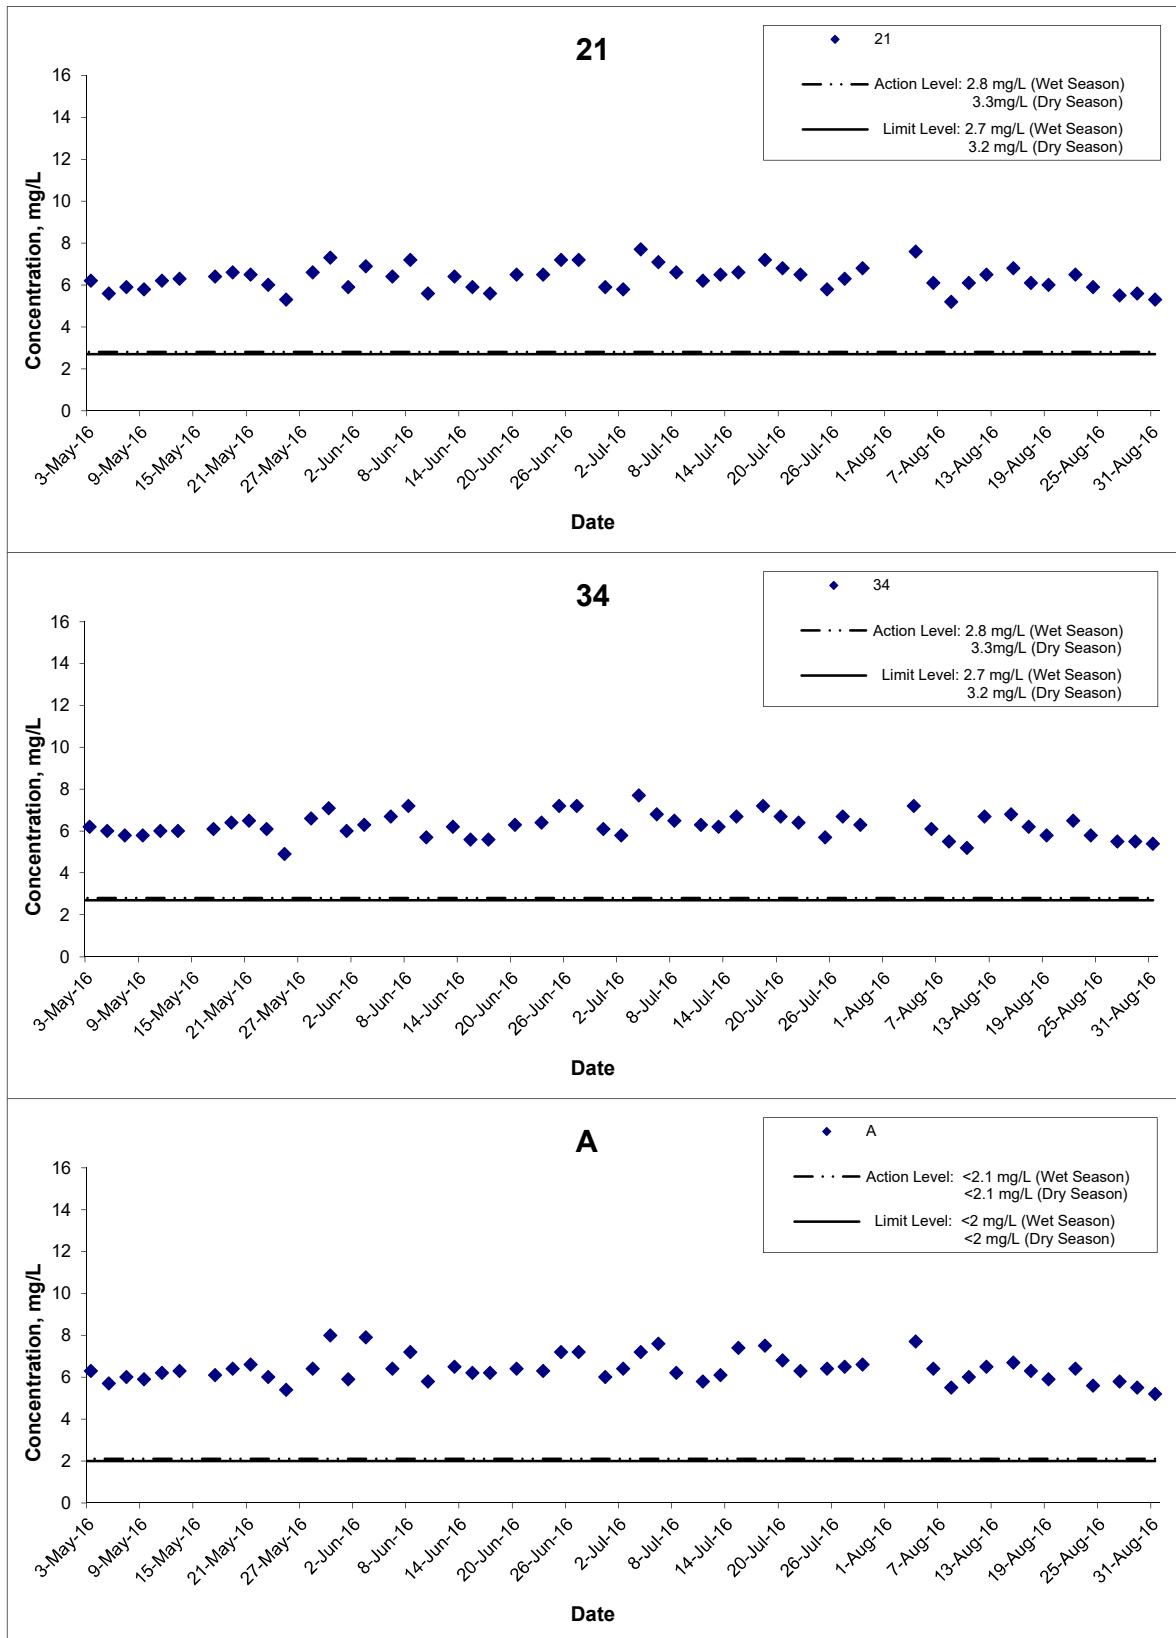 21
21
Action Level: 2.8 mg/L (Wet Season)
3.3mg/L (Dry Season)
Limit Level: 2.7 mg/L (Wet Season)
3.2 mg/L (Dry Season)
Concentration, mg/L
16
14
12
10
8
6
4
2
0
3-May-16
9-May-16
15-May-16
21-May-16
27-May-16
2-Jun-16
8-Jun-16
14-Jun-16
20-Jun-16
26-Jun-16
2-Jul-16
8-Jul-16
14-Jul-16
20-Jul-16
26-Jul-16
1-Aug-16
7-Aug-16
13-Aug-16
19-Aug-16
25-Aug-16
31-Aug-16
Date
34
34
Action Level: 2.8 mg/L (Wet Season)
3.3mg/L (Dry Season)
Limit Level: 2.7 mg/L (Wet Season)
3.2 mg/L (Dry Season)
Concentration, mg/L
16
14
12
10
8
6
4
2
0
3-May-16
9-May-16
15-May-16
21-May-16
27-May-16
2-Jun-16
8-Jun-16
14-Jun-16
20-Jun-16
26-Jun-16
2-Jul-16
8-Jul-16
14-Jul-16
20-Jul-16
26-Jul-16
1-Aug-16
7-Aug-16
13-Aug-16
19-Aug-16
25-Aug-16
31-Aug-16
Date
A
A
Action Level: <2.1 mg/L (Wet Season)
<2.1 mg/L (Dry Season)
Limit Level: <2 mg/L (Wet Season)
<2 mg/L (Dry Season)
Concentration, mg/L
16
14
12
10
8
6
4
2
0
3-May-16
9-May-16
15-May-16
21-May-16
27-May-16
2-Jun-16
8-Jun-16
14-Jun-16
20-Jun-16
26-Jun-16
2-Jul-16
8-Jul-16
14-Jul-16
20-Jul-16
26-Jul-16
1-Aug-16
7-Aug-16
13-Aug-16
19-Aug-16
25-Aug-16
31-Aug-16
Date